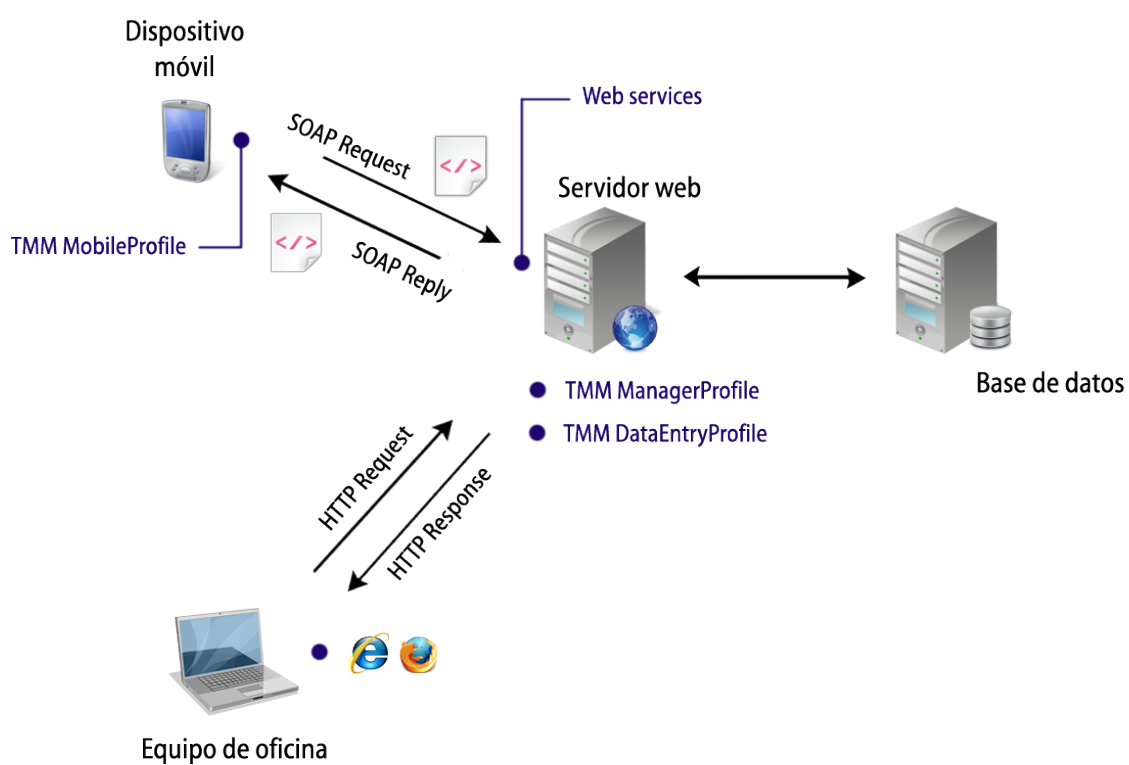 Dispositivo
móvil
SOAP Request
</>
Web services
Servidor web
TMM MobileProfile
</>
SOAP Reply
Base de datos
TMM ManagerProfile
TMM DataEntryProfile
HTTP Request
HTTP Response
Equipo de oficina